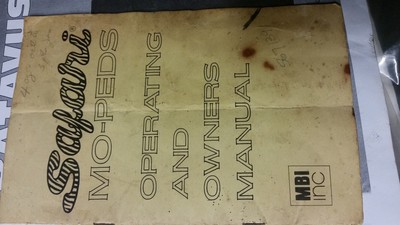 Safari
MO-PEDS
OPERATING
AND
OWNERS
MANUAL
MBI
inc